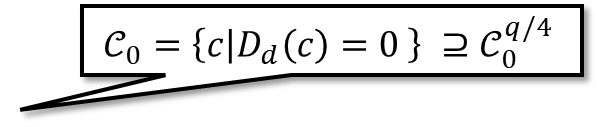 𝒞₀ = {c|D_d(c) = 0 } ⊇ 𝒞₀^{q/4}